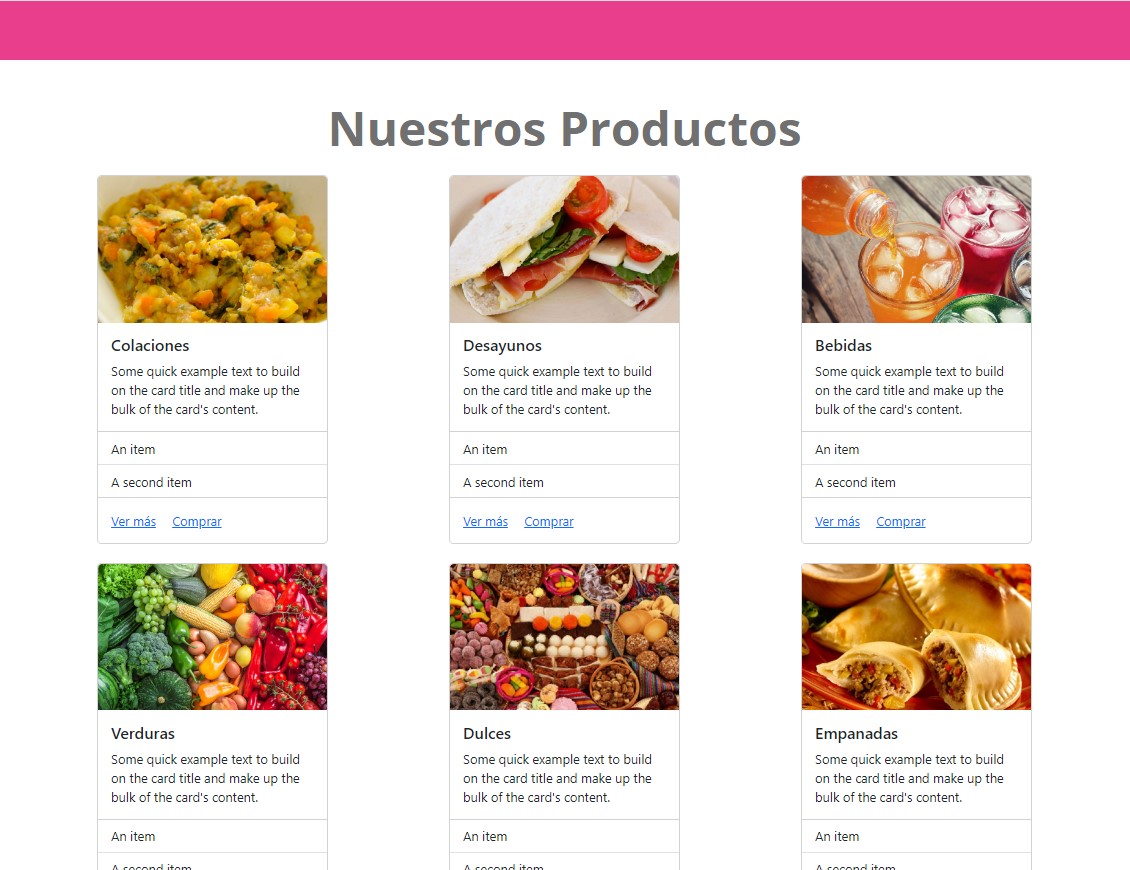 Nuestros Productos
Colaciones
Some quick example text to build
on the card title and make up the
bulk of the card's content.
An item
A second item
Ver más Comprar
Desayunos
Some quick example text to build
on the card title and make up the
bulk of the card's content.
An item
A second item
Ver más Comprar
Bebidas
Some quick example text to build
on the card title and make up the
bulk of the card's content.
An item
A second item
Ver más Comprar
Verduras
Some quick example text to build
on the card title and make up the
bulk of the card's content.
An item
A second item
Dulces
Some quick example text to build
on the card title and make up the
bulk of the card's content.
An item
A second item
Empanadas
Some quick example text to build
on the card title and make up the
bulk of the card's content.
An item
A second item